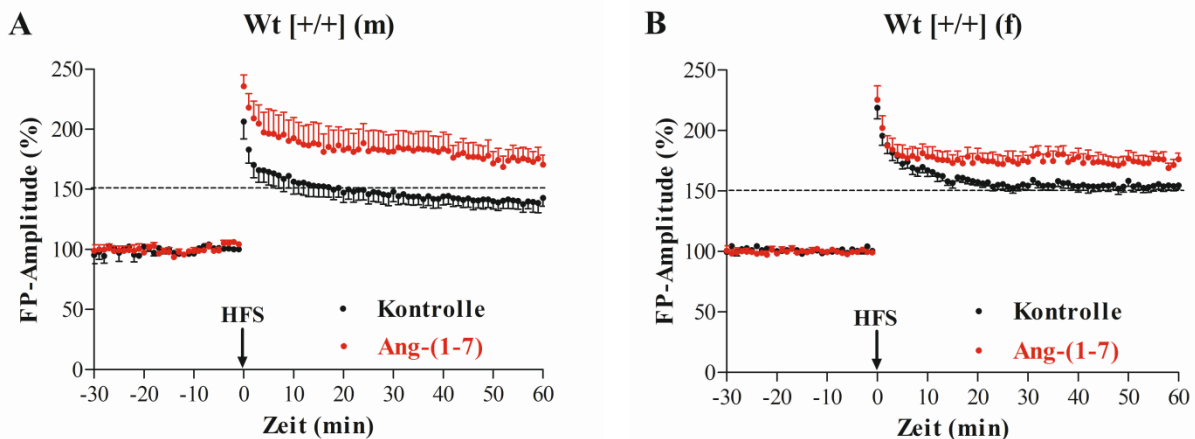 A
Wt [+/+] (m)
FP-Amplitude (%)
250
200
150
100
50
0
HFS
Kontrolle
Ang-(1-7)
-30 -20 -10 0 10 20 30 40 50 60
Zeit (min)
B
Wt [+/+] (f)
FP-Amplitude (%)
250
200
150
100
50
0
HFS
Kontrolle
Ang-(1-7)
-30 -20 -10 0 10 20 30 40 50 60
Zeit (min)